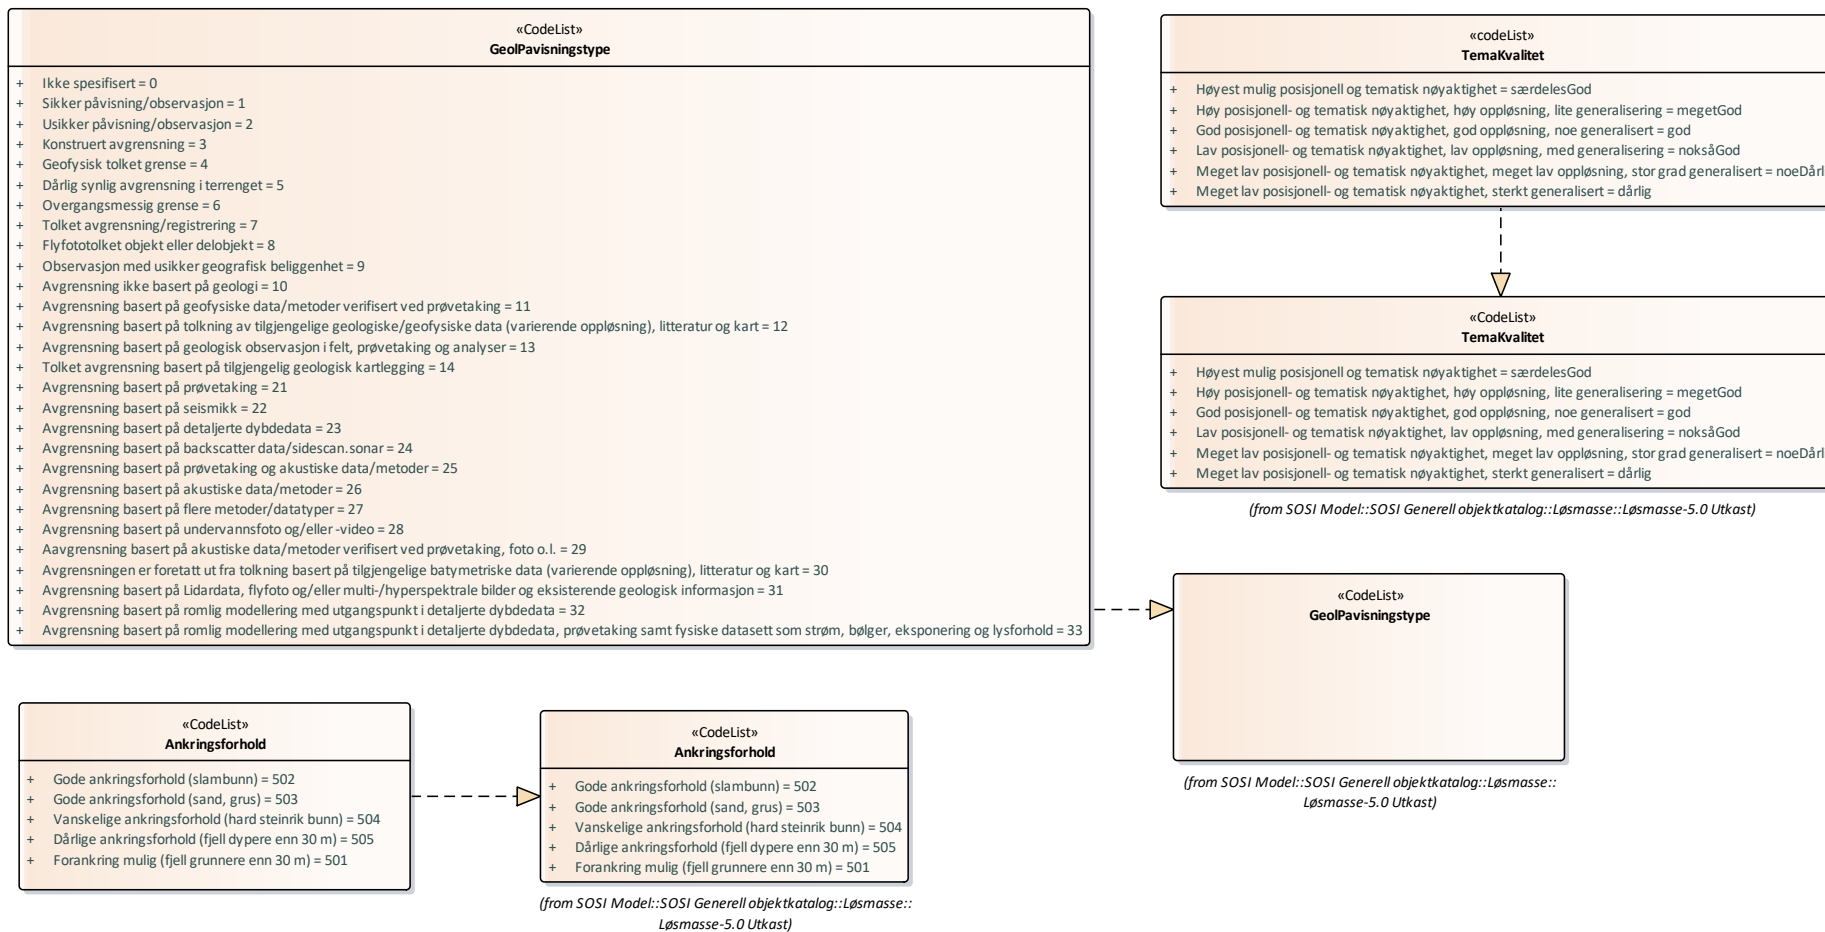 «CodeList»
GeolPavisningstype
+ Ikke spesifisert = 0
+ Sikker påvisning/observasjon = 1
+ Usikker påvisning/observasjon = 2
+ Konstruert avgrensning = 3
+ Geofysisk tolket grense = 4
+ Dårlig synlig avgrensning i terrenget = 5
+ Overgangsmessig grense = 6
+ Tolket avgrensning/registrering = 7
+ Flyfototolket objekt eller delobjekt = 8
+ Observasjon med usikker geografisk beliggenhet = 9
+ Avgrensning ikke basert på geologi = 10
+ Avgrensning basert på geofysiske data/metoder verifisert ved prøvetaking = 11
+ Avgrensning basert på tolkning av tilgjengelige geologiske/geofysiske data (varierende oppløsning), litteratur og kart = 12
+ Avgrensning basert på geologisk observasjon i felt, prøvetaking og analyser = 13
+ Tolket avgrensning basert på tilgjengelig geologisk kartlegging = 14
+ Avgrensning basert på prøvetaking = 21
+ Avgrensning basert på seismikk = 22
+ Avgrensning basert på detaljerte dybdedata = 23
+ Avgrensning basert på backscatter data/sidescan.sonar = 24
+ Avgrensning basert på prøvetaking og akustiske data/metoder = 25
+ Avgrensning basert på akustiske data/metoder = 26
+ Avgrensning basert på flere metoder/datatyper = 27
+ Avgrensning basert på undervannsfoto og/eller -video = 28
+ Aavgrensning basert på akustiske data/metoder verifisert ved prøvetaking, foto o.l. = 29
+ Avgrensningen er foretatt ut fra tolkning basert på tilgjengelige batymetriske data (varierende oppløsning), litteratur og kart = 30
+ Avgrensning basert på Lidardata, flyfoto og/eller multi-/hyperspektrale bilder og eksisterende geologisk informasjon = 31
+ Avgrensning basert på romlig modellering med utgangspunkt i detaljerte dybdedata = 32
+ Avgrensning basert på romlig modellering med utgangspunkt i detaljerte dybdedata, prøvetaking samt fysiske datasett som strøm, bølger, eksponering og lysforhold = 33
«codeList»
TemaKvalitet
+ Høyest mulig posisjonell og tematisk nøyaktighet = særdelesGod
+ Høy posisjonell- og tematisk nøyaktighet, høy oppløsning, lite generalisering = megetGod
+ God posisjonell- og tematisk nøyaktighet, god oppløsning, noe generalisert = god
+ Lav posisjonell- og tematisk nøyaktighet, lav oppløsning, med generalisering = noksåGod
+ Meget lav posisjonell- og tematisk nøyaktighet, meget lav oppløsning, stor grad generalisert = noeDårl
+ Meget lav posisjonell- og tematisk nøyaktighet, sterkt generalisert = dårlig
«CodeList»
TemaKvalitet
+ Høyest mulig posisjonell og tematisk nøyaktighet = særdelesGod
+ Høy posisjonell- og tematisk nøyaktighet, høy oppløsning, lite generalisering = megetGod
+ God posisjonell- og tematisk nøyaktighet, god oppløsning, noe generalisert = god
+ Lav posisjonell- og tematisk nøyaktighet, lav oppløsning, med generalisering = noksåGod
+ Meget lav posisjonell- og tematisk nøyaktighet, meget lav oppløsning, stor grad generalisert = noeDårl
+ Meget lav posisjonell- og tematisk nøyaktighet, sterkt generalisert = dårlig
(from SOSI Model::SOSI Generell objektkatalog::Løsmasse::Løsmasse-5.0 Utkast)
«CodeList»
GeolPavisningstype
(from SOSI Model::SOSI Generell objektkatalog::Løsmasse::
Løsmasse-5.0 Utkast)
«CodeList»
Ankringsforhold
+ Gode ankringsforhold (slambunn) = 502
+ Gode ankringsforhold (sand, grus) = 503
+ Vanskelige ankringsforhold (hard steinrik bunn) = 504
+ Dårlige ankringsforhold (fjell dypere enn 30 m) = 505
+ Forankring mulig (fjell grunnere enn 30 m) = 501
«CodeList»
Ankringsforhold
+ Gode ankringsforhold (slambunn) = 502
+ Gode ankringsforhold (sand, grus) = 503
+ Vanskelige ankringsforhold (hard steinrik bunn) = 504
+ Dårlige ankringsforhold (fjell dypere enn 30 m) = 505
+ Forankring mulig (fjell grunnere enn 30 m) = 501
(from SOSI Model::SOSI Generell objektkatalog::Løsmasse::
Løsmasse-5.0 Utkast)